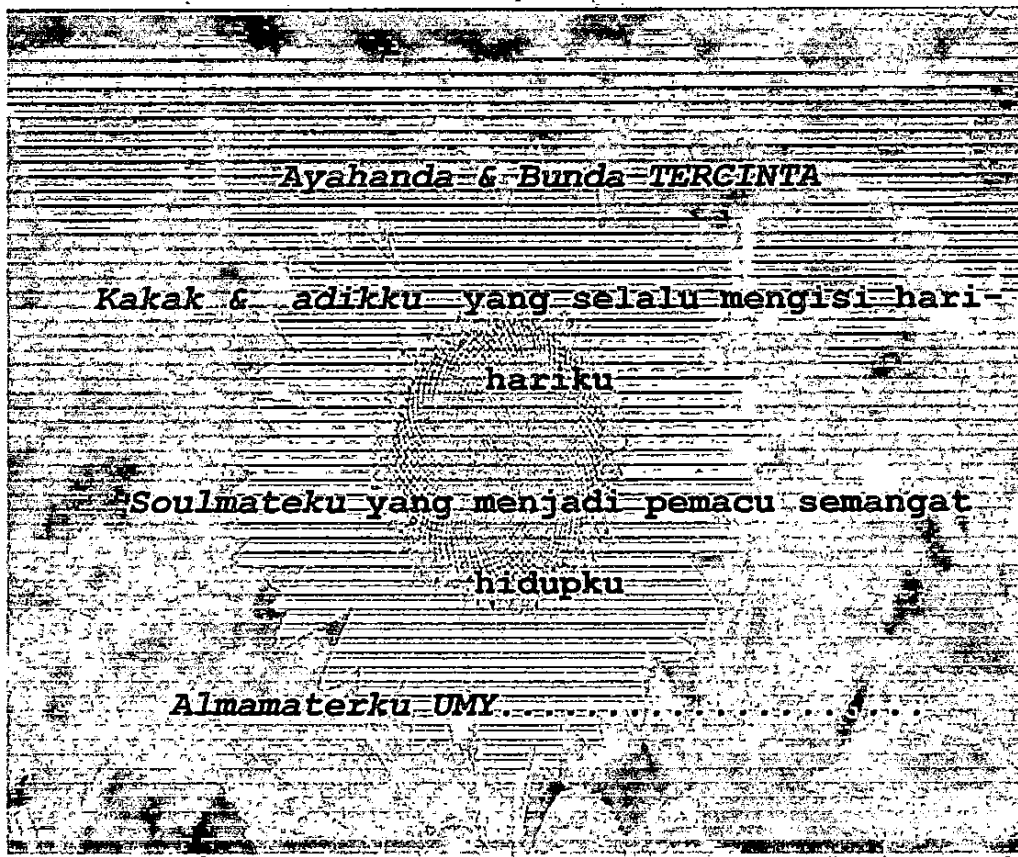 Ayahanda & Bunda TERCINTA
Kakak & adikku yang selalu mengisi hari-
hariku
Soulmateku yang menjadi pemacu semangat
hidupku
Almamaterku UMY..........................